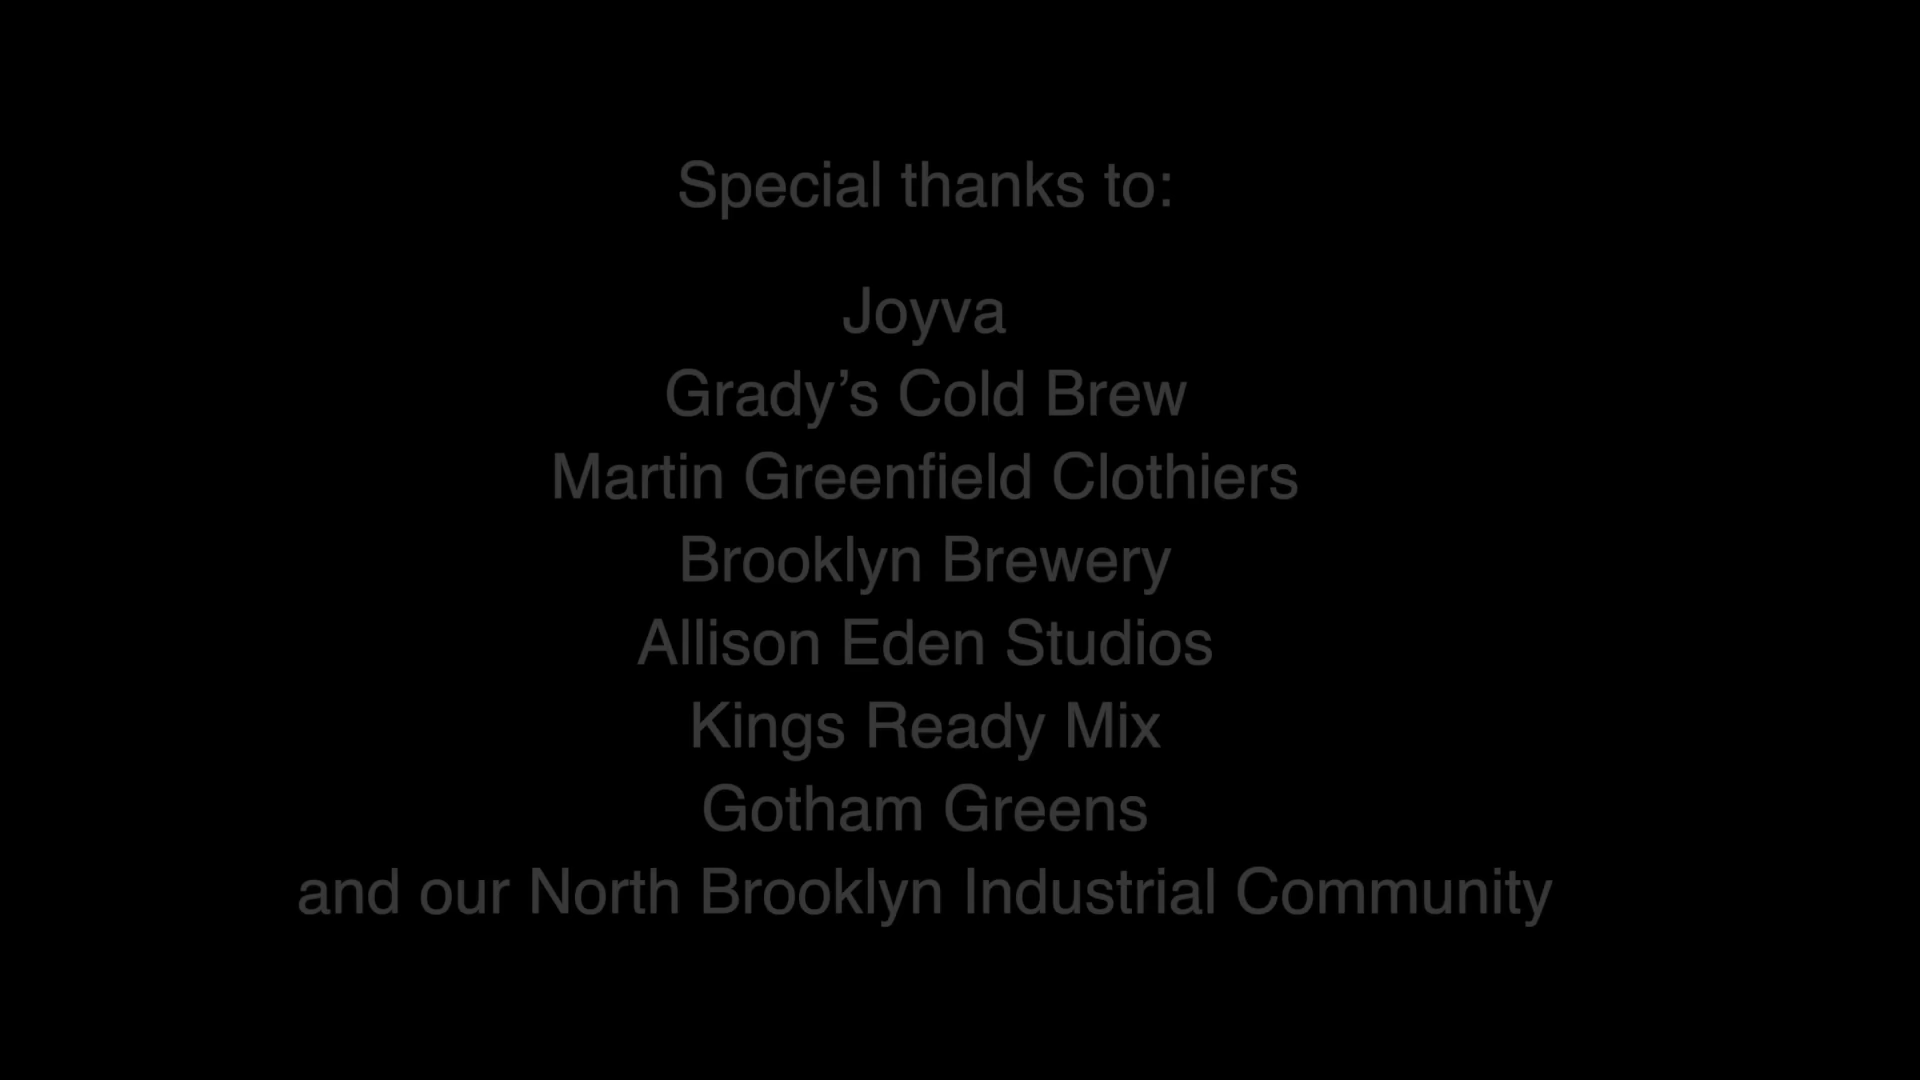 Special thanks to:
Joyva
Grady’s Cold Brew
Martin Greenfield Clothiers
Brooklyn Brewery
Allison Eden Studios
Kings Ready Mix
Gotham Greens
and our North Brooklyn Industrial Community